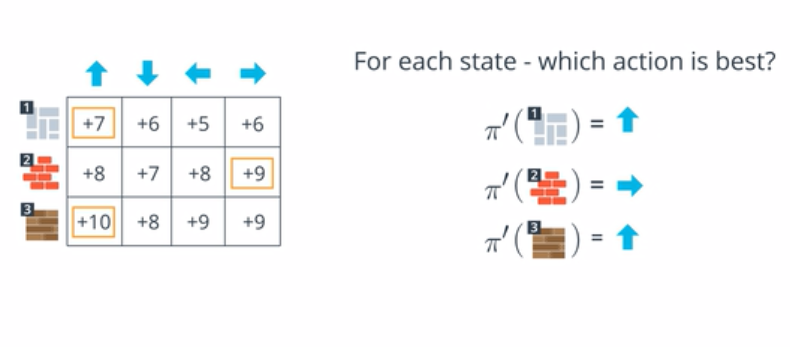 For each state - which action is best?
↑ ↓ ← →
1 +7 +6 +5 +6
2 +8 +7 +8 +9
3 +10 +8 +9 +9
π′(1) = ↑
π′(2) = →
π′(3) = ↑